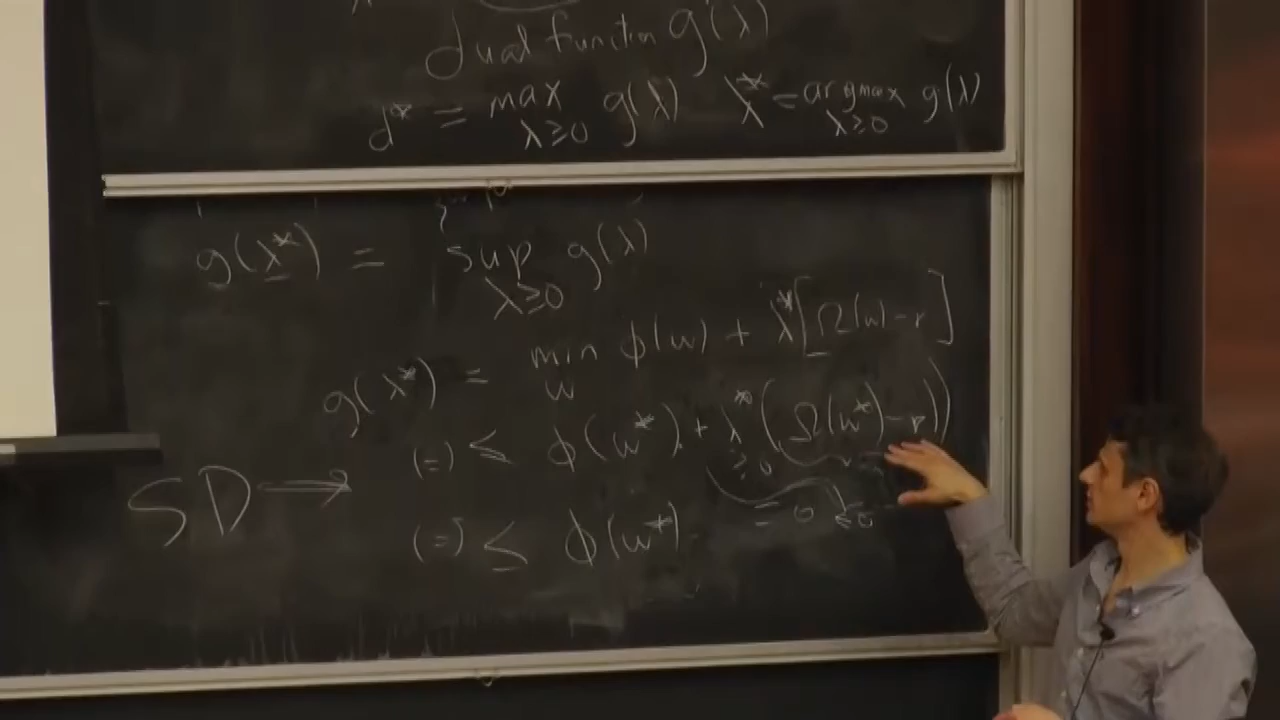 dual function g(λ)
d* = max λ≥0 g(λ) λ* = argmax λ≥0 g(λ)
g(λ*) = sup λ≥0 g(λ)
g(λ*) = min w ϕ(w) + λ*[Ω(w)-r]
(=) ≤ ϕ(w*) + λ* (Ω(w*)-r))
≥0
SD → = 0 ≤0
(=) ≤ ϕ(w*)